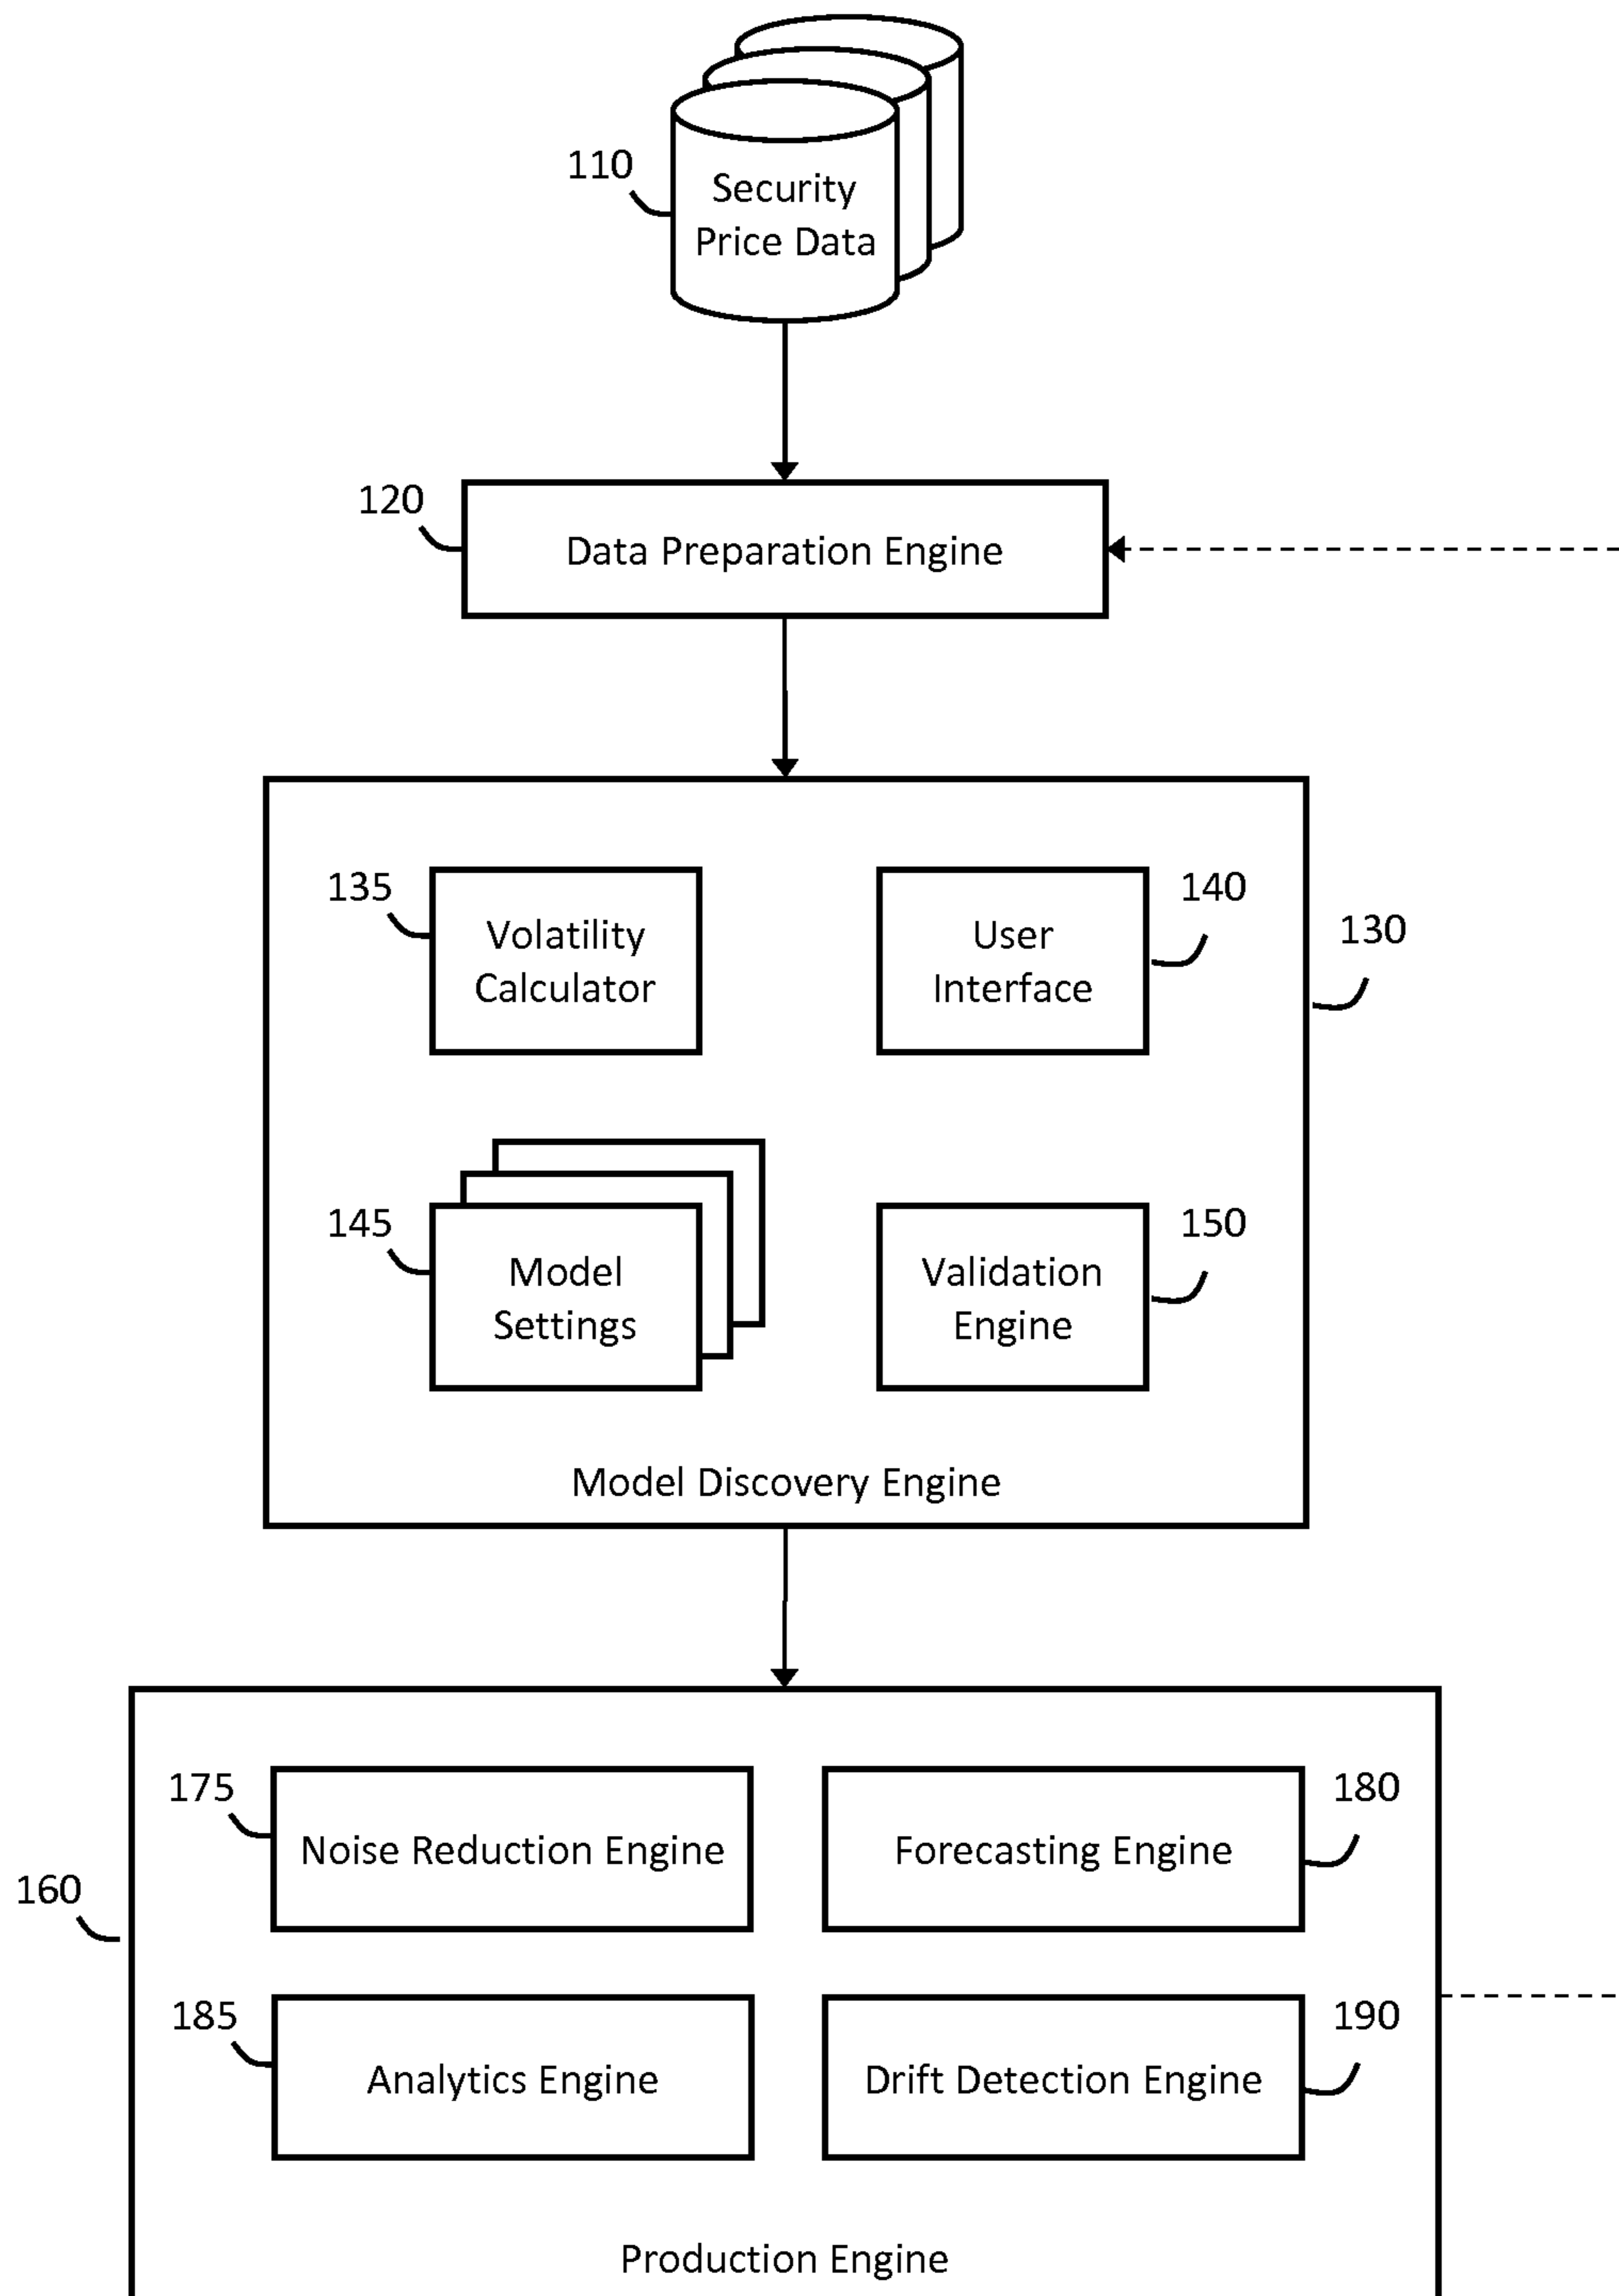 110
Security
Price Data
120
Data Preparation Engine
135
Volatility
Calculator
140
User
Interface
130
145
Model
Settings
150
Validation
Engine
Model Discovery Engine
175
Noise Reduction Engine
180
Forecasting Engine
160
185
Analytics Engine
190
Drift Detection Engine
Production Engine